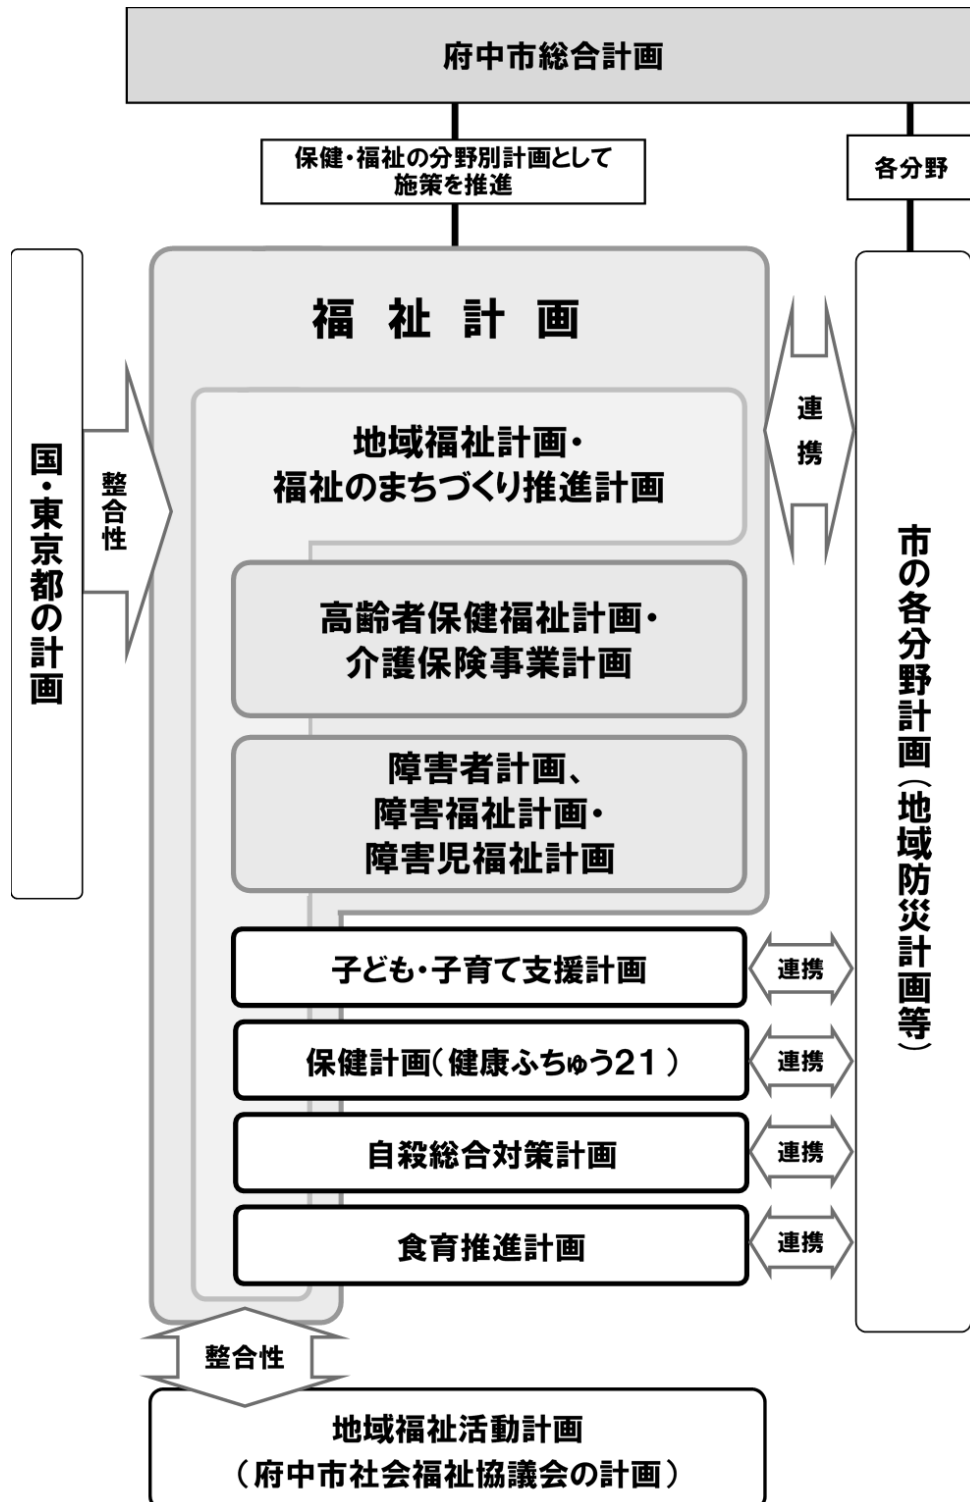 府中市総合計画
保健・福祉の分野別計画として
施策を推進
各分野
福祉計画
国・東京都の計画
整合性
連携
地域福祉計画・
福祉のまちづくり推進計画
高齢者保健福祉計画・
介護保険事業計画
障害者計画、
障害福祉計画・
障害児福祉計画
市の各分野計画（地域防災計画等）
子ども・子育て支援計画
連携
保健計画（健康ふちゅう２１）
連携
自殺総合対策計画
連携
食育推進計画
連携
整合性
地域福祉活動計画
（府中市社会福祉協議会の計画）